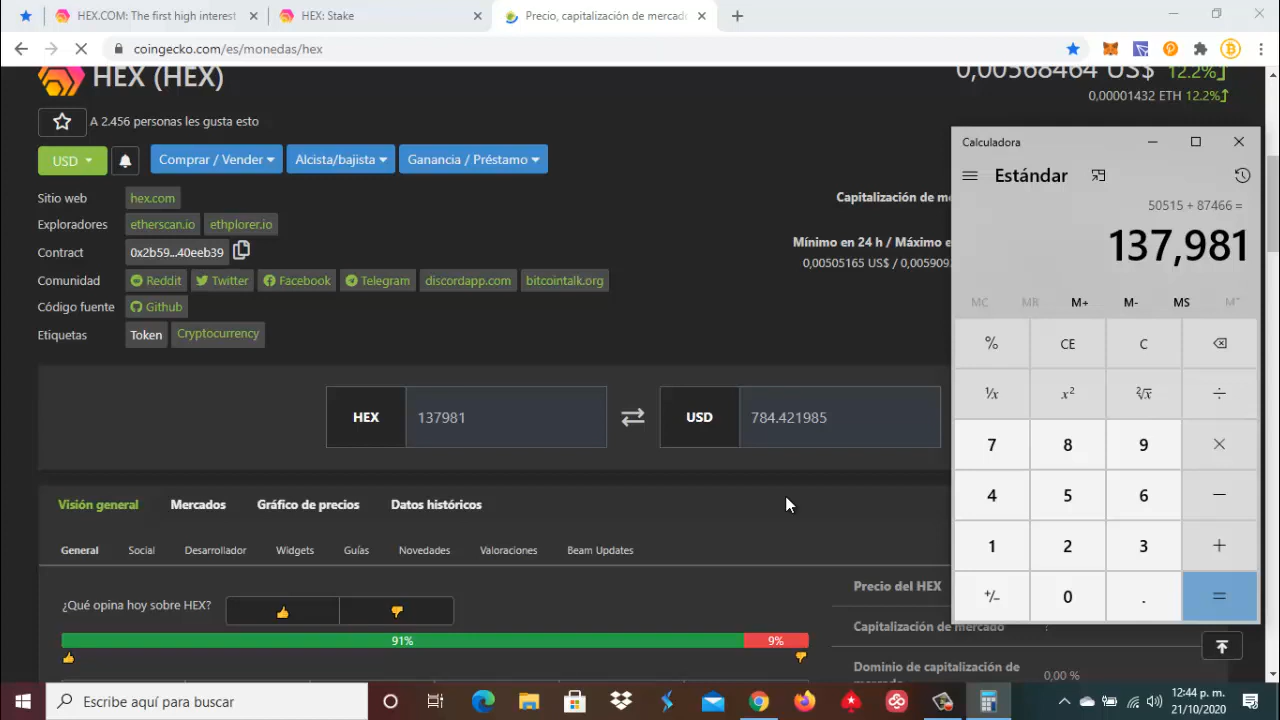 HEX.COM: The first high interest
HEX: Stake
Precio, capitalización de mercado
coingecko.com/es/monedas/hex
HEX (HEX)
0,00568464 US$ 12.2%
0,00001432 ETH 12.2%
A 2.456 personas les gusta esto
USD
Comprar / Vender
Alcista/bajista
Ganancia / Préstamo
Sitio web
hex.com
Exploradores
etherscan.io
ethplorer.io
Contract
0x2b59...40eeb39
Comunidad
Reddit
Twitter
Facebook
Telegram
discordapp.com
bitcointalk.org
Código fuente
Github
Etiquetas
Token
Cryptocurrency
Capitalización de
Mínimo en 24 h / Máximo
0,00505165 US$ /
HEX
137981
USD
784.421985
Visión general
Mercados
Gráfico de precios
Datos históricos
General
Social
Desarrollador
Widgets
Guías
Novedades
Valoraciones
Beam Updates
¿Qué opina hoy sobre HEX?
91%
9%
Precio del HEX
Capitalización de mercado
?
Dominio de capitalización de
0,00 %
Calculadora
Estándar
50515 + 87466 =
137,981
MC
MR
M+
M-
MS
M˅
%
CE
C
⌫
¹/x
x²
²√x
÷
7
8
9
×
4
5
6
−
1
2
3
+
+/−
0
.
=
Escribe aquí para buscar
12:44 p. m.
21/10/2020